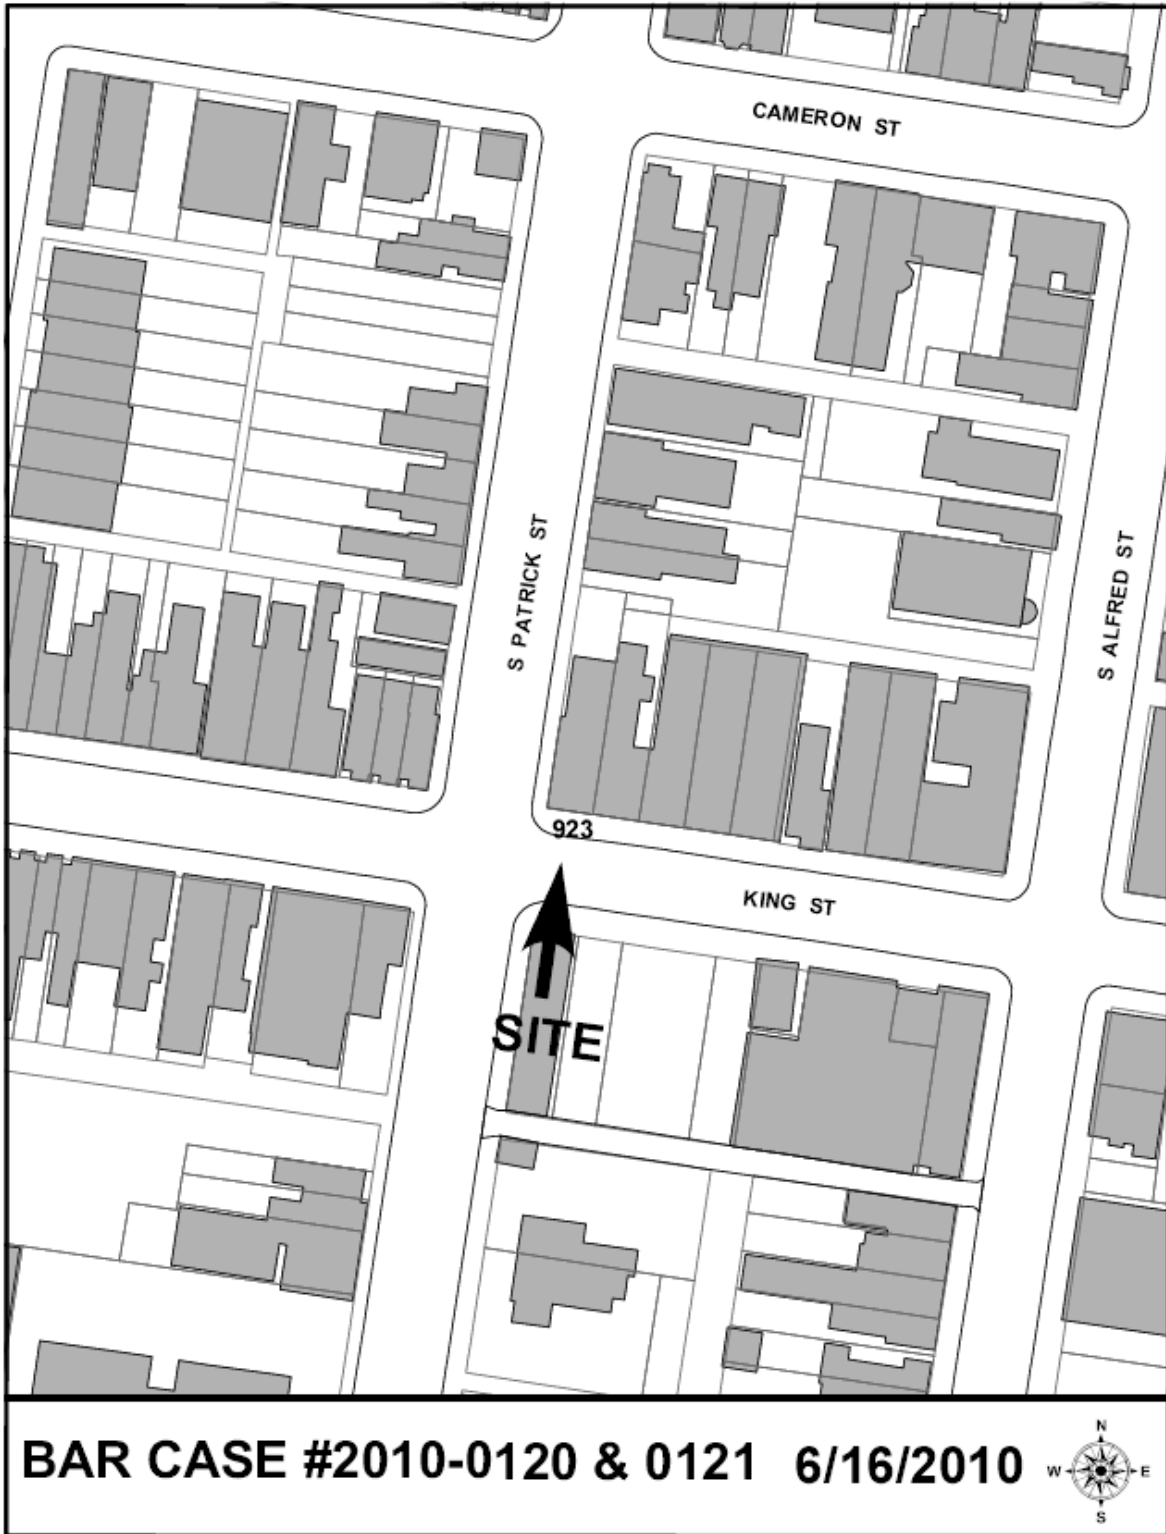 CAMERON ST
S PATRICK ST
S ALFRED ST
923
KING ST
SITE
BAR CASE #2010-0120 & 0121 6/16/2010
N
W E
S